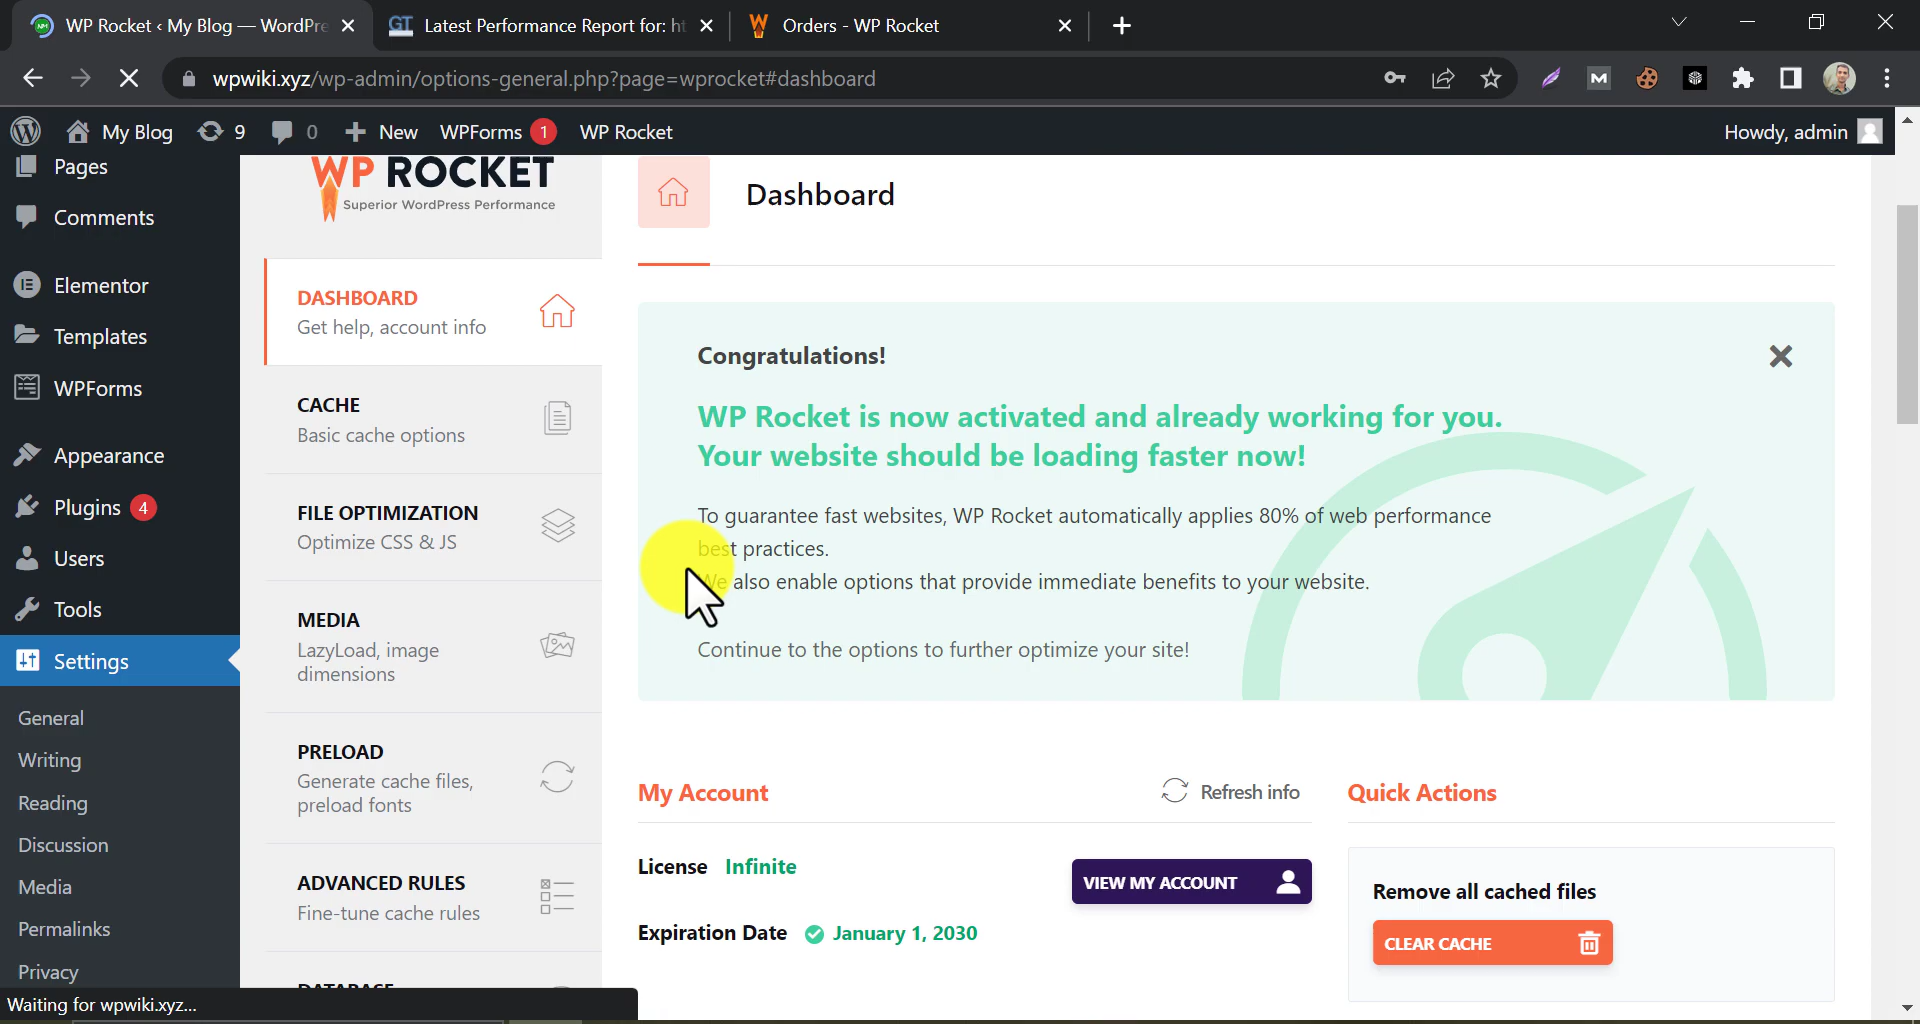 WP Rocket ‹ My Blog — WordPre
Latest Performance Report for: ht
Orders - WP Rocket
wpwiki.xyz/wp-admin/options-general.php?page=wprocket#dashboard
My Blog
9
0
New
WPForms 1
WP Rocket
Howdy, admin
Pages
Comments
Elementor
Templates
WPForms
Appearance
Plugins 4
Users
Tools
Settings
General
Writing
Reading
Discussion
Media
Permalinks
Privacy
Waiting for wpwiki.xyz...
WP ROCKET
Superior WordPress Performance
DASHBOARD
Get help, account info
CACHE
Basic cache options
FILE OPTIMIZATION
Optimize CSS & JS
MEDIA
LazyLoad, image
dimensions
PRELOAD
Generate cache files,
preload fonts
ADVANCED RULES
Fine-tune cache rules
DATABASE
Dashboard
Congratulations!
WP Rocket is now activated and already working for you.
Your website should be loading faster now!
To guarantee fast websites, WP Rocket automatically applies 80% of web performance
best practices.
We also enable options that provide immediate benefits to your website.
Continue to the options to further optimize your site!
My Account
Refresh info
License Infinite
VIEW MY ACCOUNT
Expiration Date January 1, 2030
Quick Actions
Remove all cached files
CLEAR CACHE